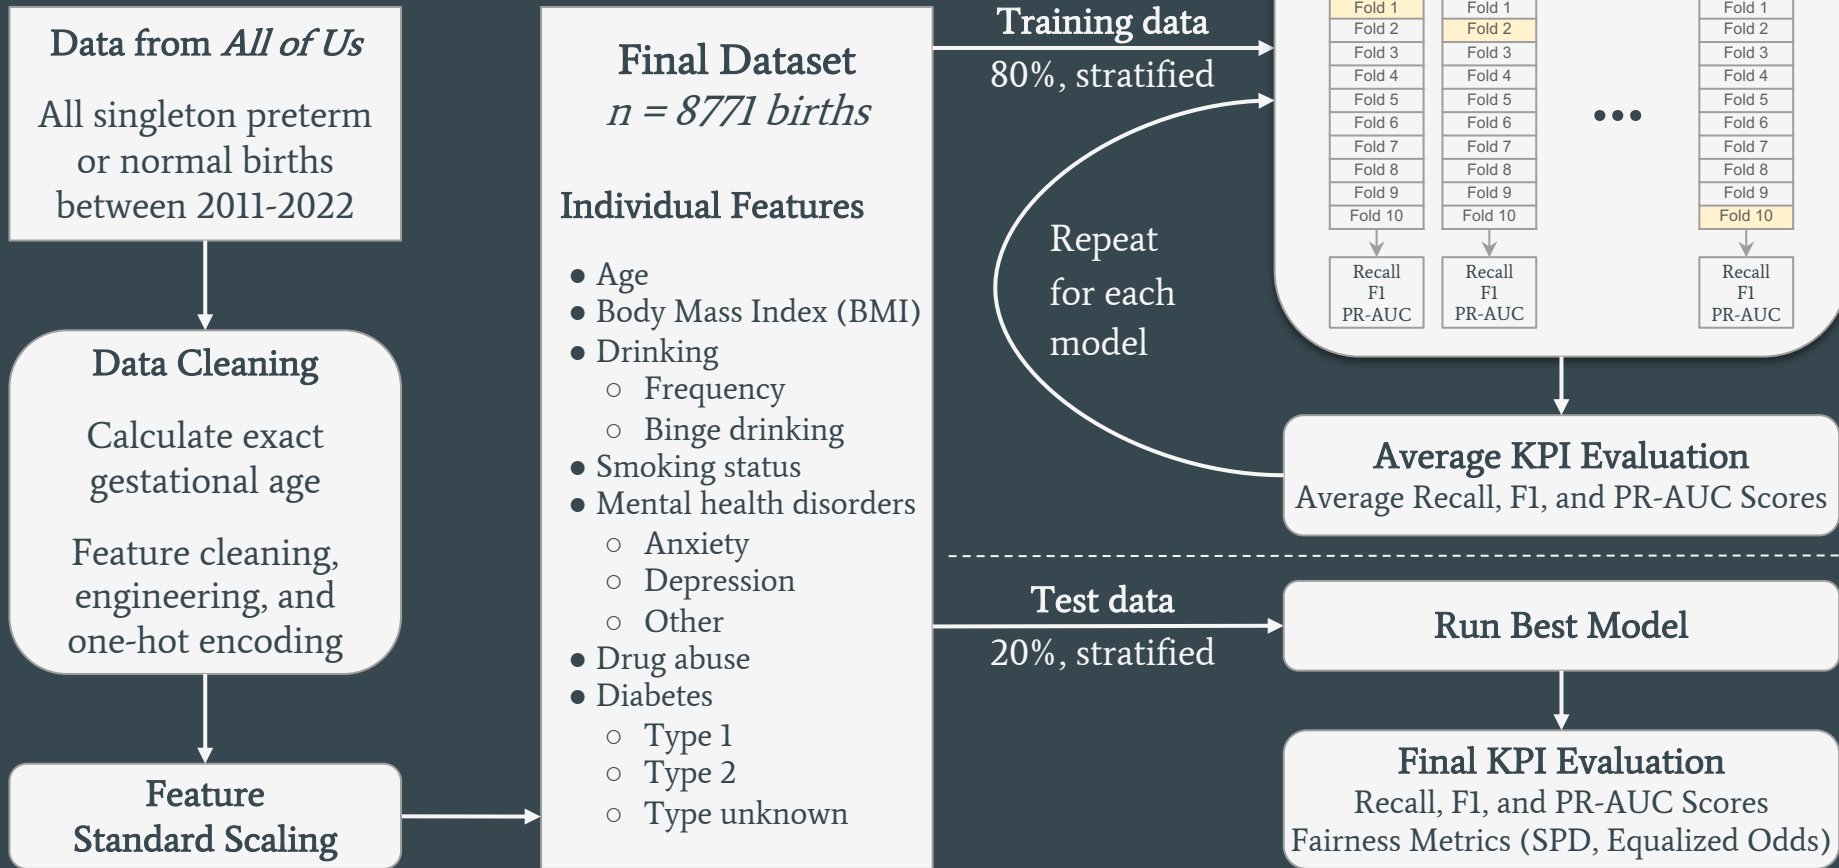 Data from All of Us
All singleton preterm
or normal births
between 2011-2022
Data Cleaning
Calculate exact
gestational age
Feature cleaning,
engineering, and
one-hot encoding
Feature
Standard Scaling
Final Dataset
n = 8771 births
Individual Features
● Age
● Body Mass Index (BMI)
● Drinking
○ Frequency
○ Binge drinking
● Smoking status
● Mental health disorders
○ Anxiety
○ Depression
○ Other
● Drug abuse
● Diabetes
○ Type 1
○ Type 2
○ Type unknown
Training data
80%, stratified
Repeat
for each
model
Fold 1
Fold 2
Fold 3
Fold 4
Fold 5
Fold 6
Fold 7
Fold 8
Fold 9
Fold 10
Recall
F1
PR-AUC
Fold 1
Fold 2
Fold 3
Fold 4
Fold 5
Fold 6
Fold 7
Fold 8
Fold 9
Fold 10
Recall
F1
PR-AUC
•••
Fold 1
Fold 2
Fold 3
Fold 4
Fold 5
Fold 6
Fold 7
Fold 8
Fold 9
Fold 10
Recall
F1
PR-AUC
Average KPI Evaluation
Average Recall, F1, and PR-AUC Scores
Test data
20%, stratified
Run Best Model
Final KPI Evaluation
Recall, F1, and PR-AUC Scores
Fairness Metrics (SPD, Equalized Odds)